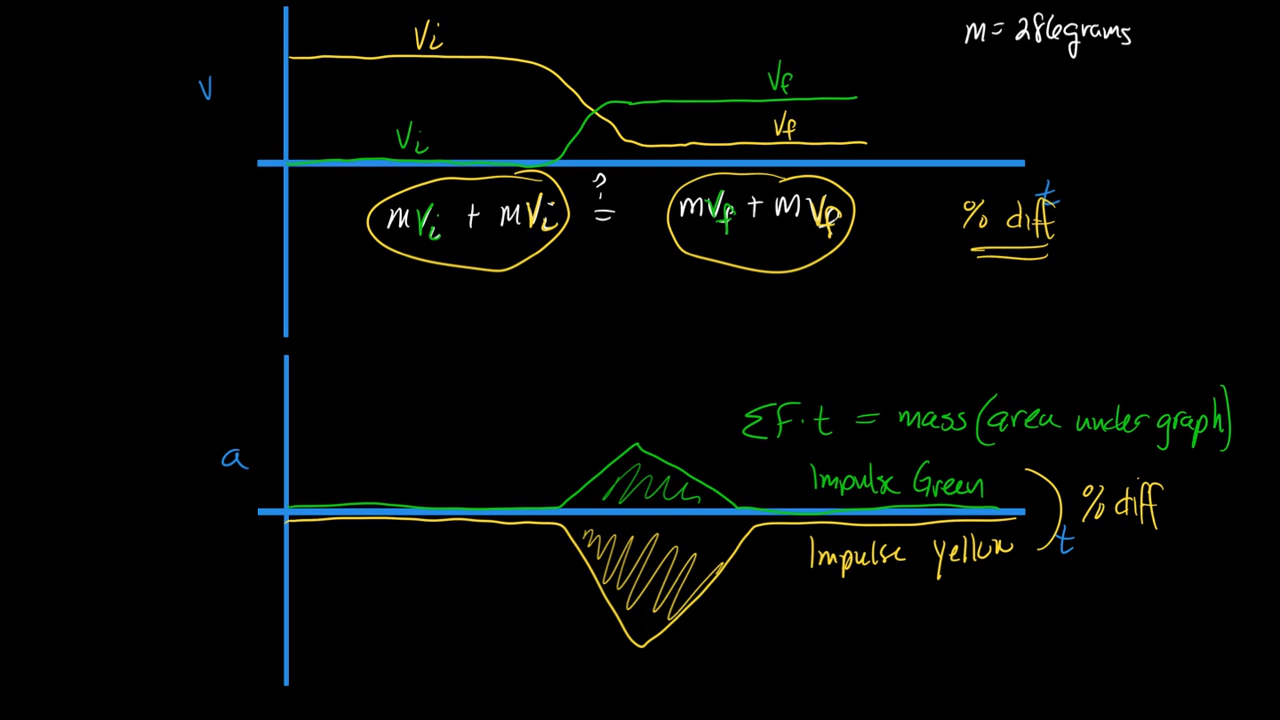 Vi
m = 286grams
V
Vf
Vi
Vf
t
mVi + mVi ?= mVf + mVf
% diff
ΣF·t = mass (area under graph)
a
Impulse Green
% diff
Impulse yellow
t